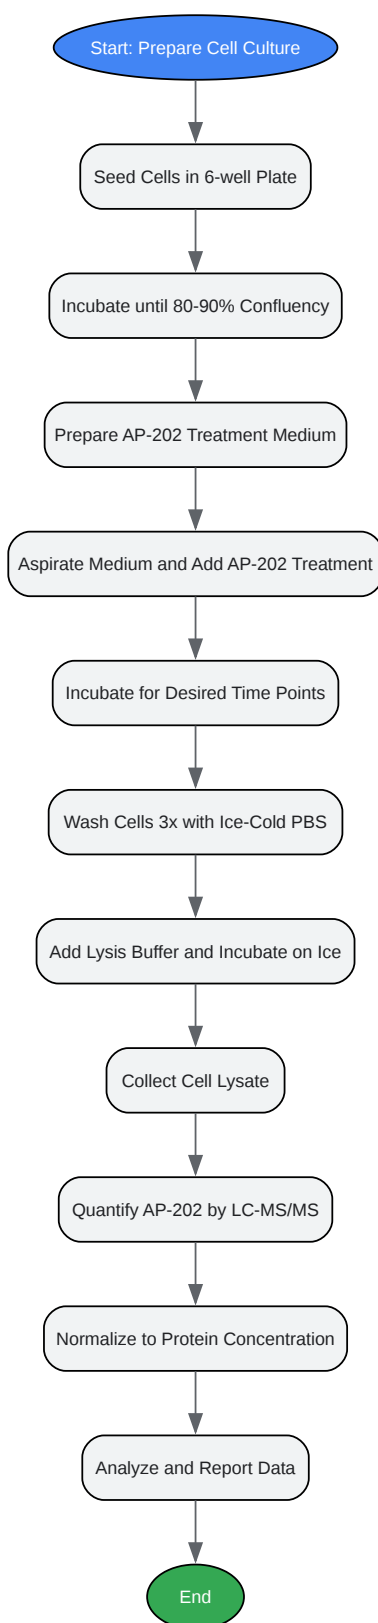 Start: Prepare Cell Culture
Seed Cells in 6-well Plate
Incubate until 80-90% Confluency
Prepare AP-202 Treatment Medium
Aspirate Medium and Add AP-202 Treatment
Incubate for Desired Time Points
Wash Cells 3x with Ice-Cold PBS
Add Lysis Buffer and Incubate on Ice
Collect Cell Lysate
Quantify AP-202 by LC-MS/MS
Normalize to Protein Concentration
Analyze and Report Data
End